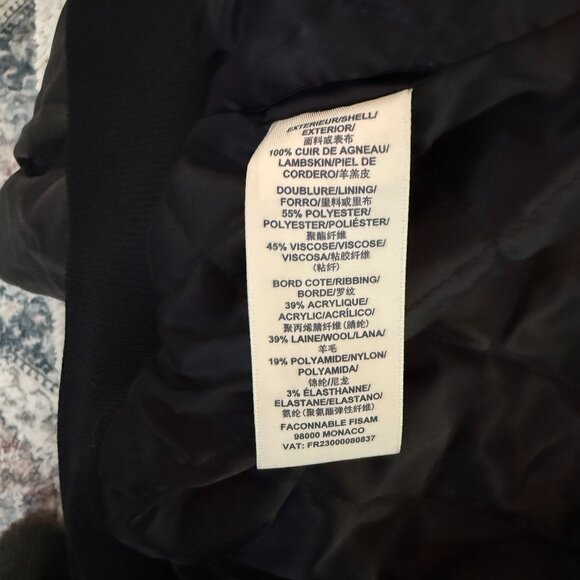 EXTERIEUR/SHELL/
EXTERIOR/
面料或表布
100% CUIR DE AGNEAU/
LAMBSKIN/PIEL DE
CORDERO/羊羔皮
DOUBLURE/LINING/
FORRO/里料或里布
55% POLYESTER/
POLYESTER/POLIÉSTER/
聚酯纤维
45% VISCOSE/VISCOSE/
VISCOSA/粘胶纤维
(粘纤)
BORD COTE/RIBBING/
BORDE/罗纹
39% ACRYLIQUE/
ACRYLIC/ACRÍLICO/
聚丙烯腈纤维(腈纶)
39% LAINE/WOOL/LANA/
羊毛
19% POLYAMIDE/NYLON/
POLYAMIDA/
锦纶/尼龙
3% ÉLASTHANNE/
ELASTANE/ELASTANO/
氨纶(聚氨酯弹性纤维)
FACONNABLE FISAM
98000 MONACO
VAT: FR23000080837